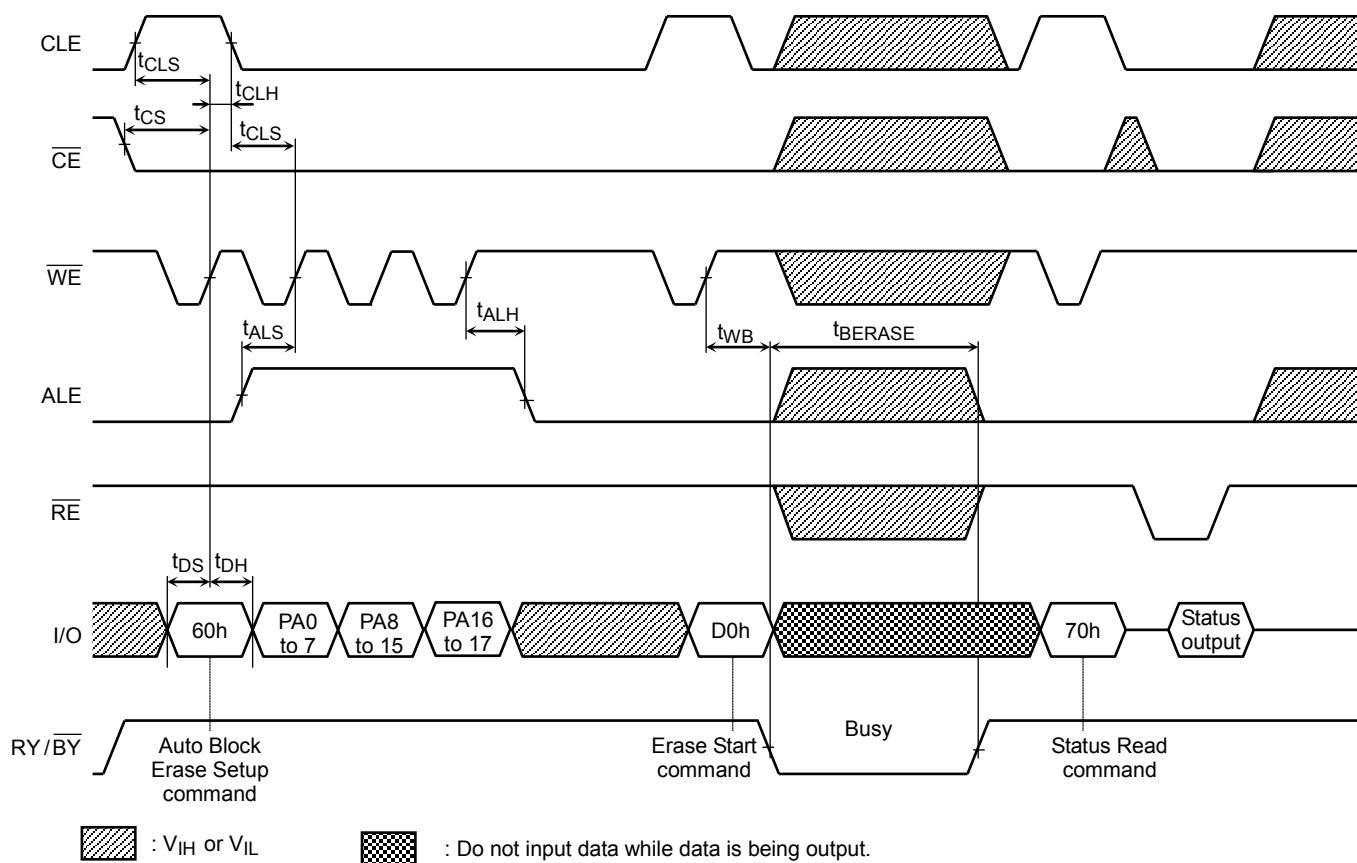 CLE
tCLS
tCLH
tCS
tCLS
CE
WE
tALS
tALH
tWB
tBERASE
ALE
RE
tDS
tDH
I/O
60h
PA0
to 7
PA8
to 15
PA16
to 17
D0h
70h
Status
output
RY/BY
Busy
Auto Block
Erase Setup
command
Erase Start
command
Status Read
command
: VIH or VIL
: Do not input data while data is being output.